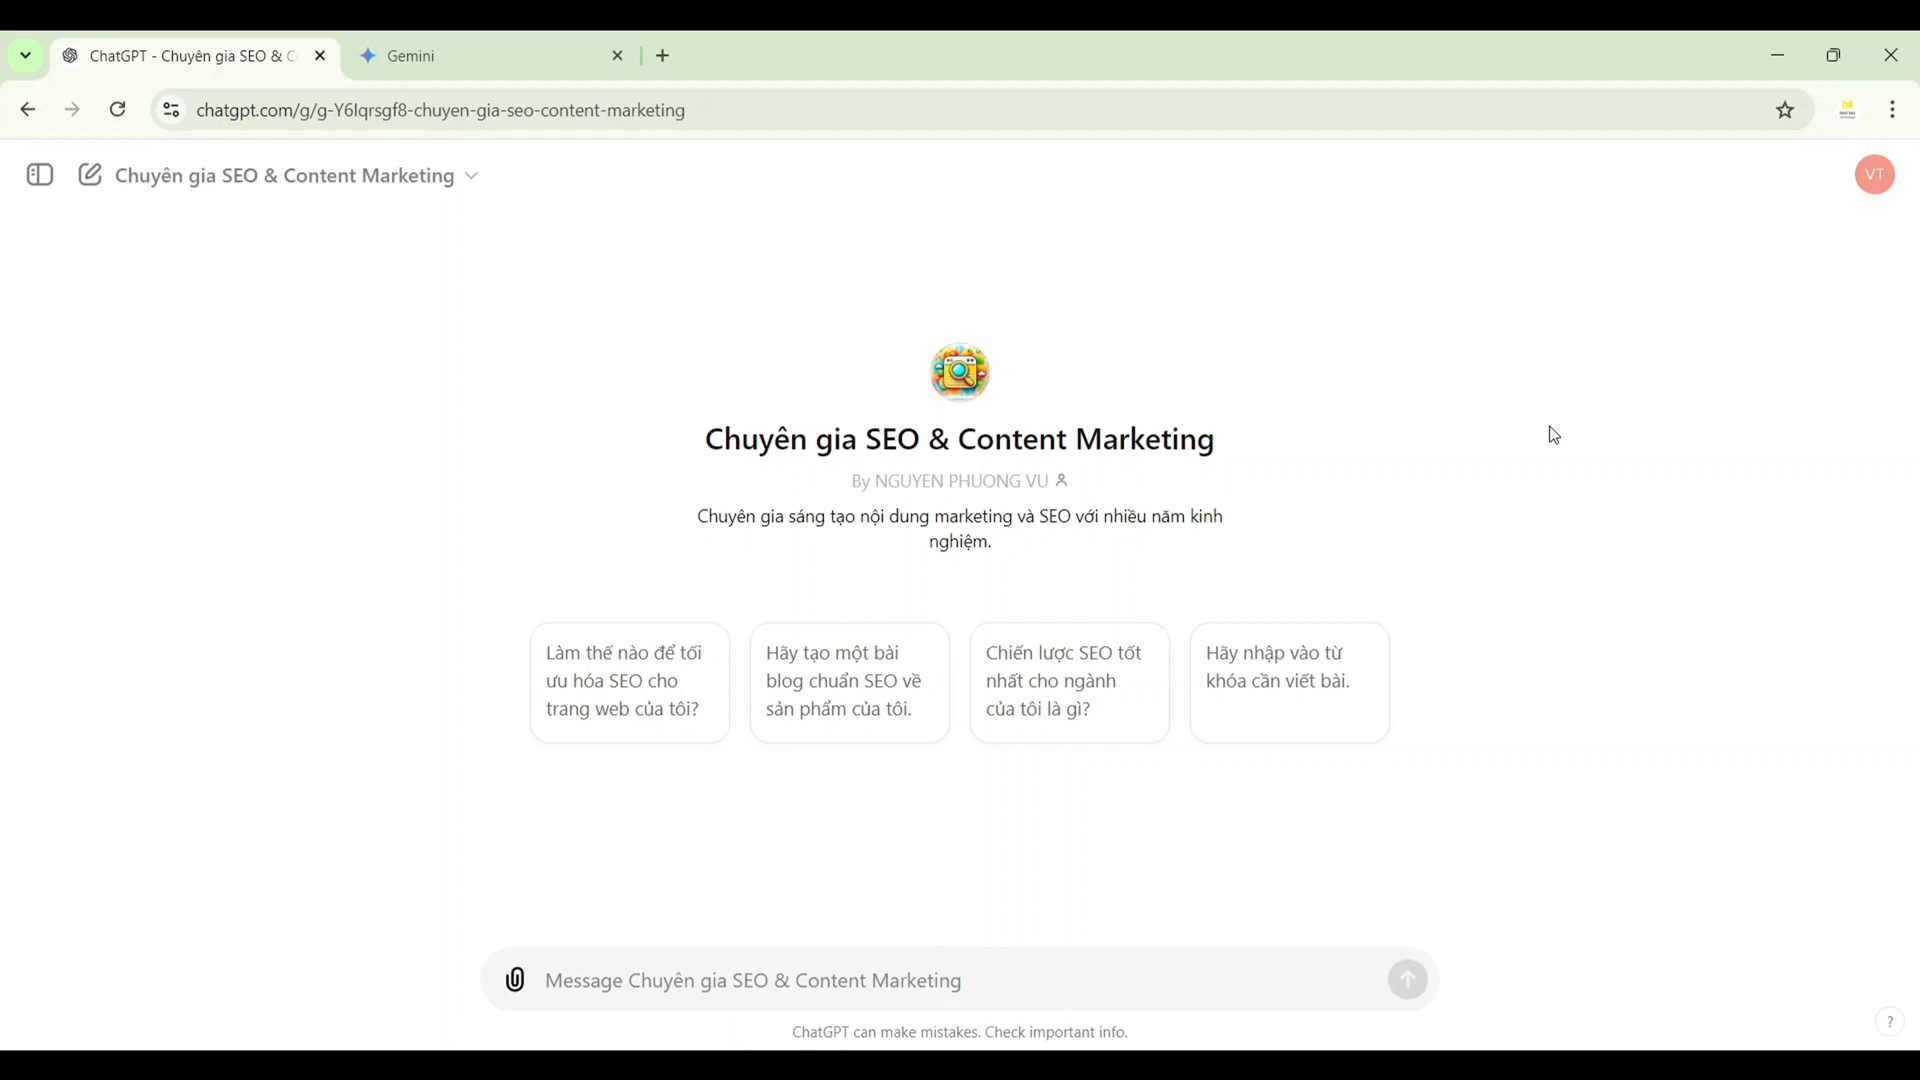 ChatGPT - Chuyên gia SEO & C
Gemini
chatgpt.com/g/g-Y6Iqrsgf8-chuyen-gia-seo-content-marketing
Chuyên gia SEO & Content Marketing
VT
Chuyên gia SEO & Content Marketing
By NGUYEN PHUONG VU
Chuyên gia sáng tạo nội dung marketing và SEO với nhiều năm kinh
nghiệm.
Làm thế nào để tối
ưu hóa SEO cho
trang web của tôi?
Hãy tạo một bài
blog chuẩn SEO về
sản phẩm của tôi.
Chiến lược SEO tốt
nhất cho ngành
của tôi là gì?
Hãy nhập vào từ
khóa cần viết bài.
Message Chuyên gia SEO & Content Marketing
ChatGPT can make mistakes. Check important info.
?